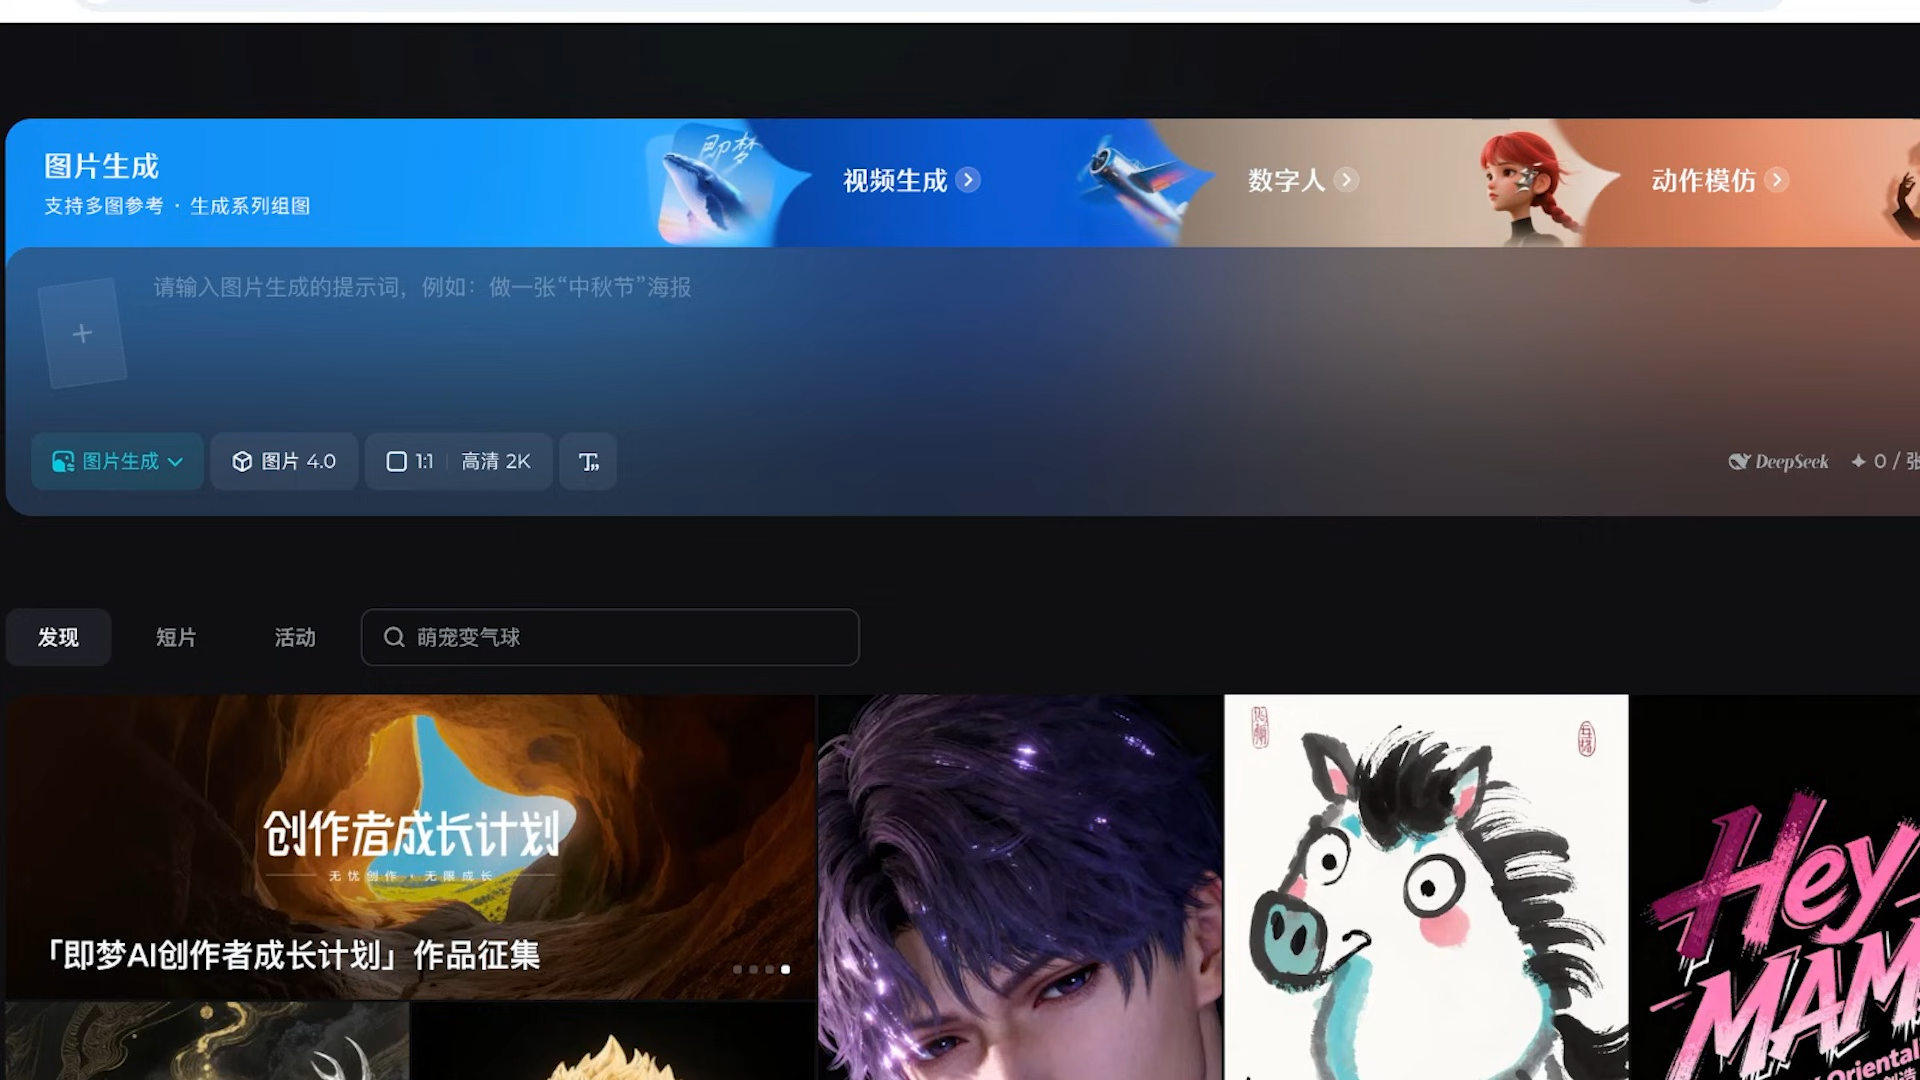 图片生成
支持多图参考 · 生成系列组图
即梦
视频生成
数字人
动作模仿
请输入图片生成的提示词，例如：做一张“中秋节”海报
图片生成
图片 4.0
1:1
高清 2K
DeepSeek
0 / 张
发现
短片
活动
萌宠变气球
创作者成长计划
无忧创作 · 无限成长
「即梦AI创作者成长计划」作品征集
Hey
MAM
Oriental